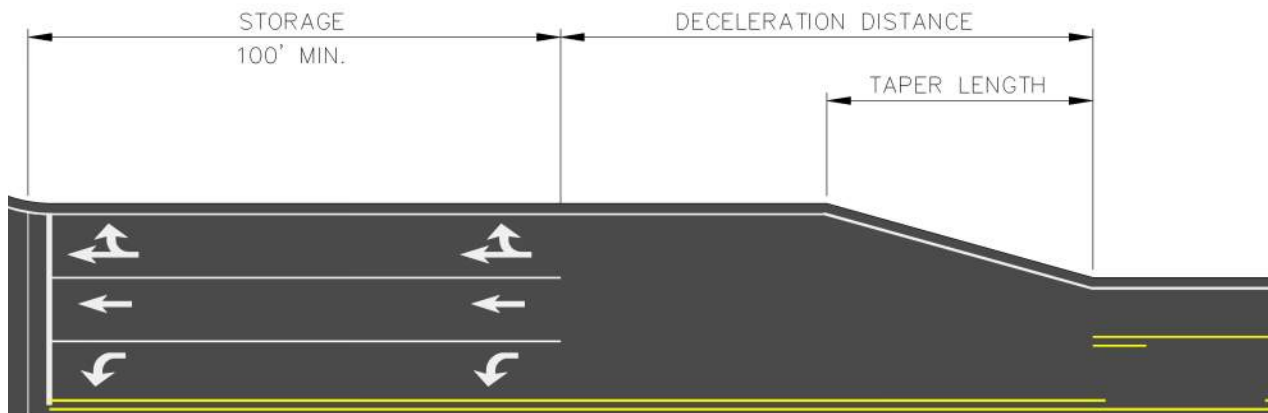 STORAGE
100' MIN.
DECELERATION DISTANCE
TAPER LENGTH